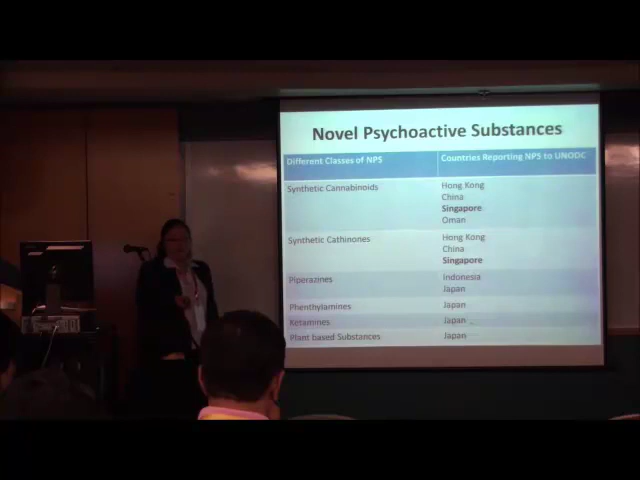 Novel Psychoactive Substances
Different Classes of NPS
Countries Reporting NPS to UNODC
Synthetic Cannabinoids
Hong Kong
China
Singapore
Oman
Synthetic Cathinones
Hong Kong
China
Singapore
Piperazines
Indonesia
Japan
Phenthylamines
Japan
Ketamines
Japan
Plant based Substances
Japan